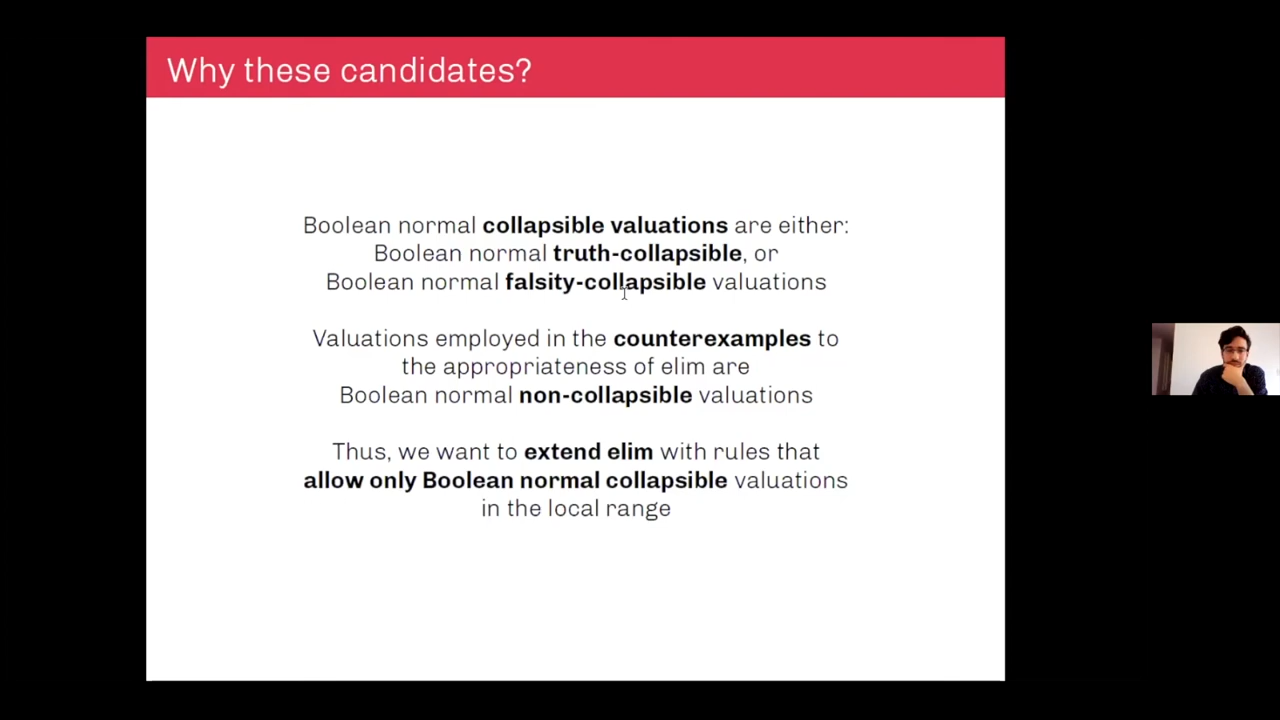 Why these candidates?
Boolean normal collapsible valuations are either:
Boolean normal truth-collapsible, or
Boolean normal falsity-collapsible valuations
Valuations employed in the counterexamples to
the appropriateness of elim are
Boolean normal non-collapsible valuations
Thus, we want to extend elim with rules that
allow only Boolean normal collapsible valuations
in the local range